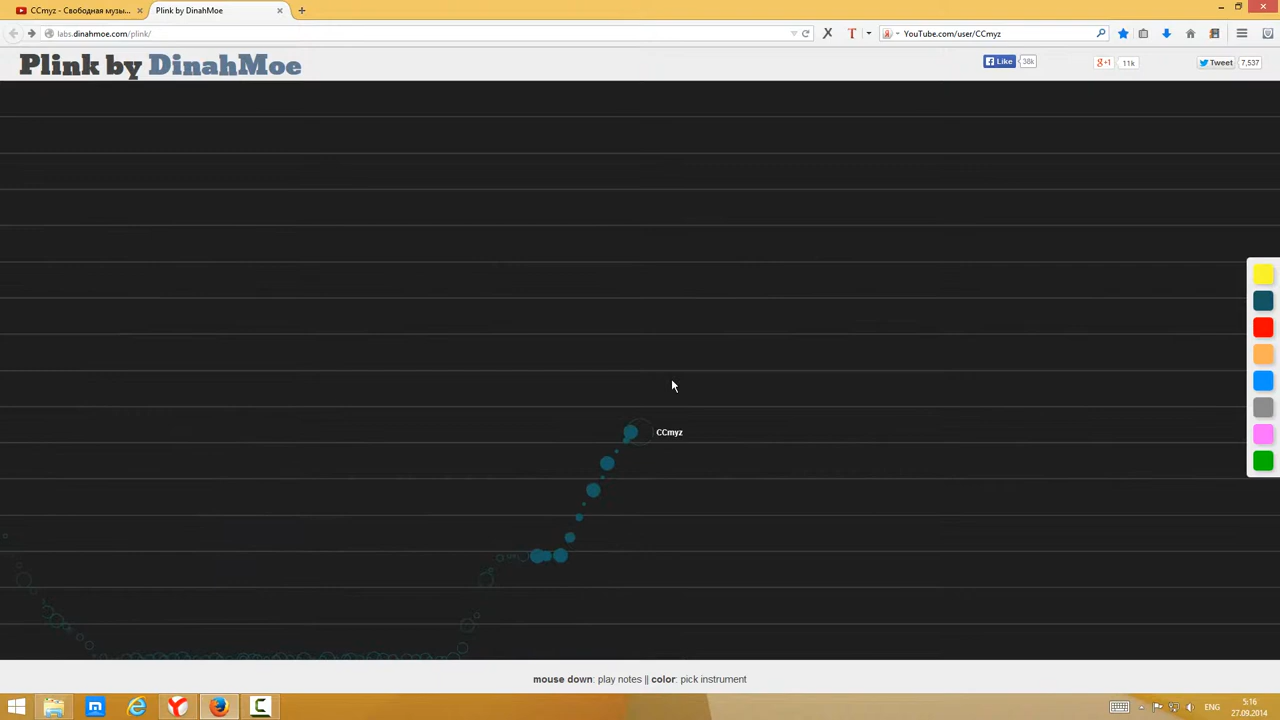 CCmyz - Свободная музы...
Plink by DinahMoe
labs.dinahmoe.com/plink/
YouTube.com/user/CCmyz
Plink by DinahMoe
Like 38k
g+1 11k
Tweet 7,537
CCmyz
mouse down: play notes || color: pick instrument
ENG
5:16
27.09.2014